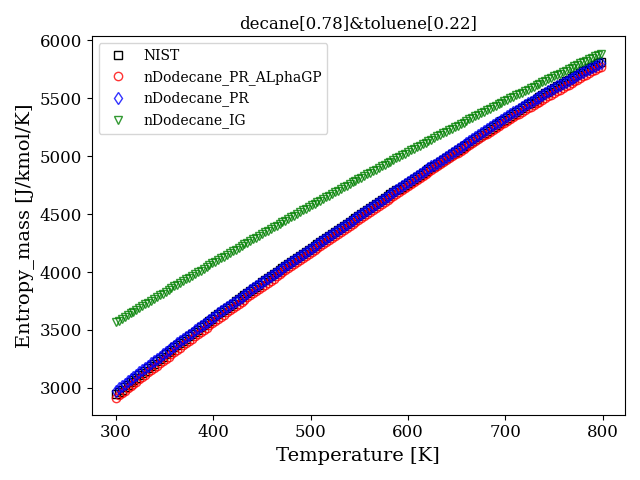 decane[0.78]&toluene[0.22]
6000
5500
5000
4500
4000
3500
3000
Entropy_mass [J/kmol/K]
NIST
nDodecane_PR_ALphaGP
nDodecane_PR
nDodecane_IG
300 400 500 600 700 800
Temperature [K]